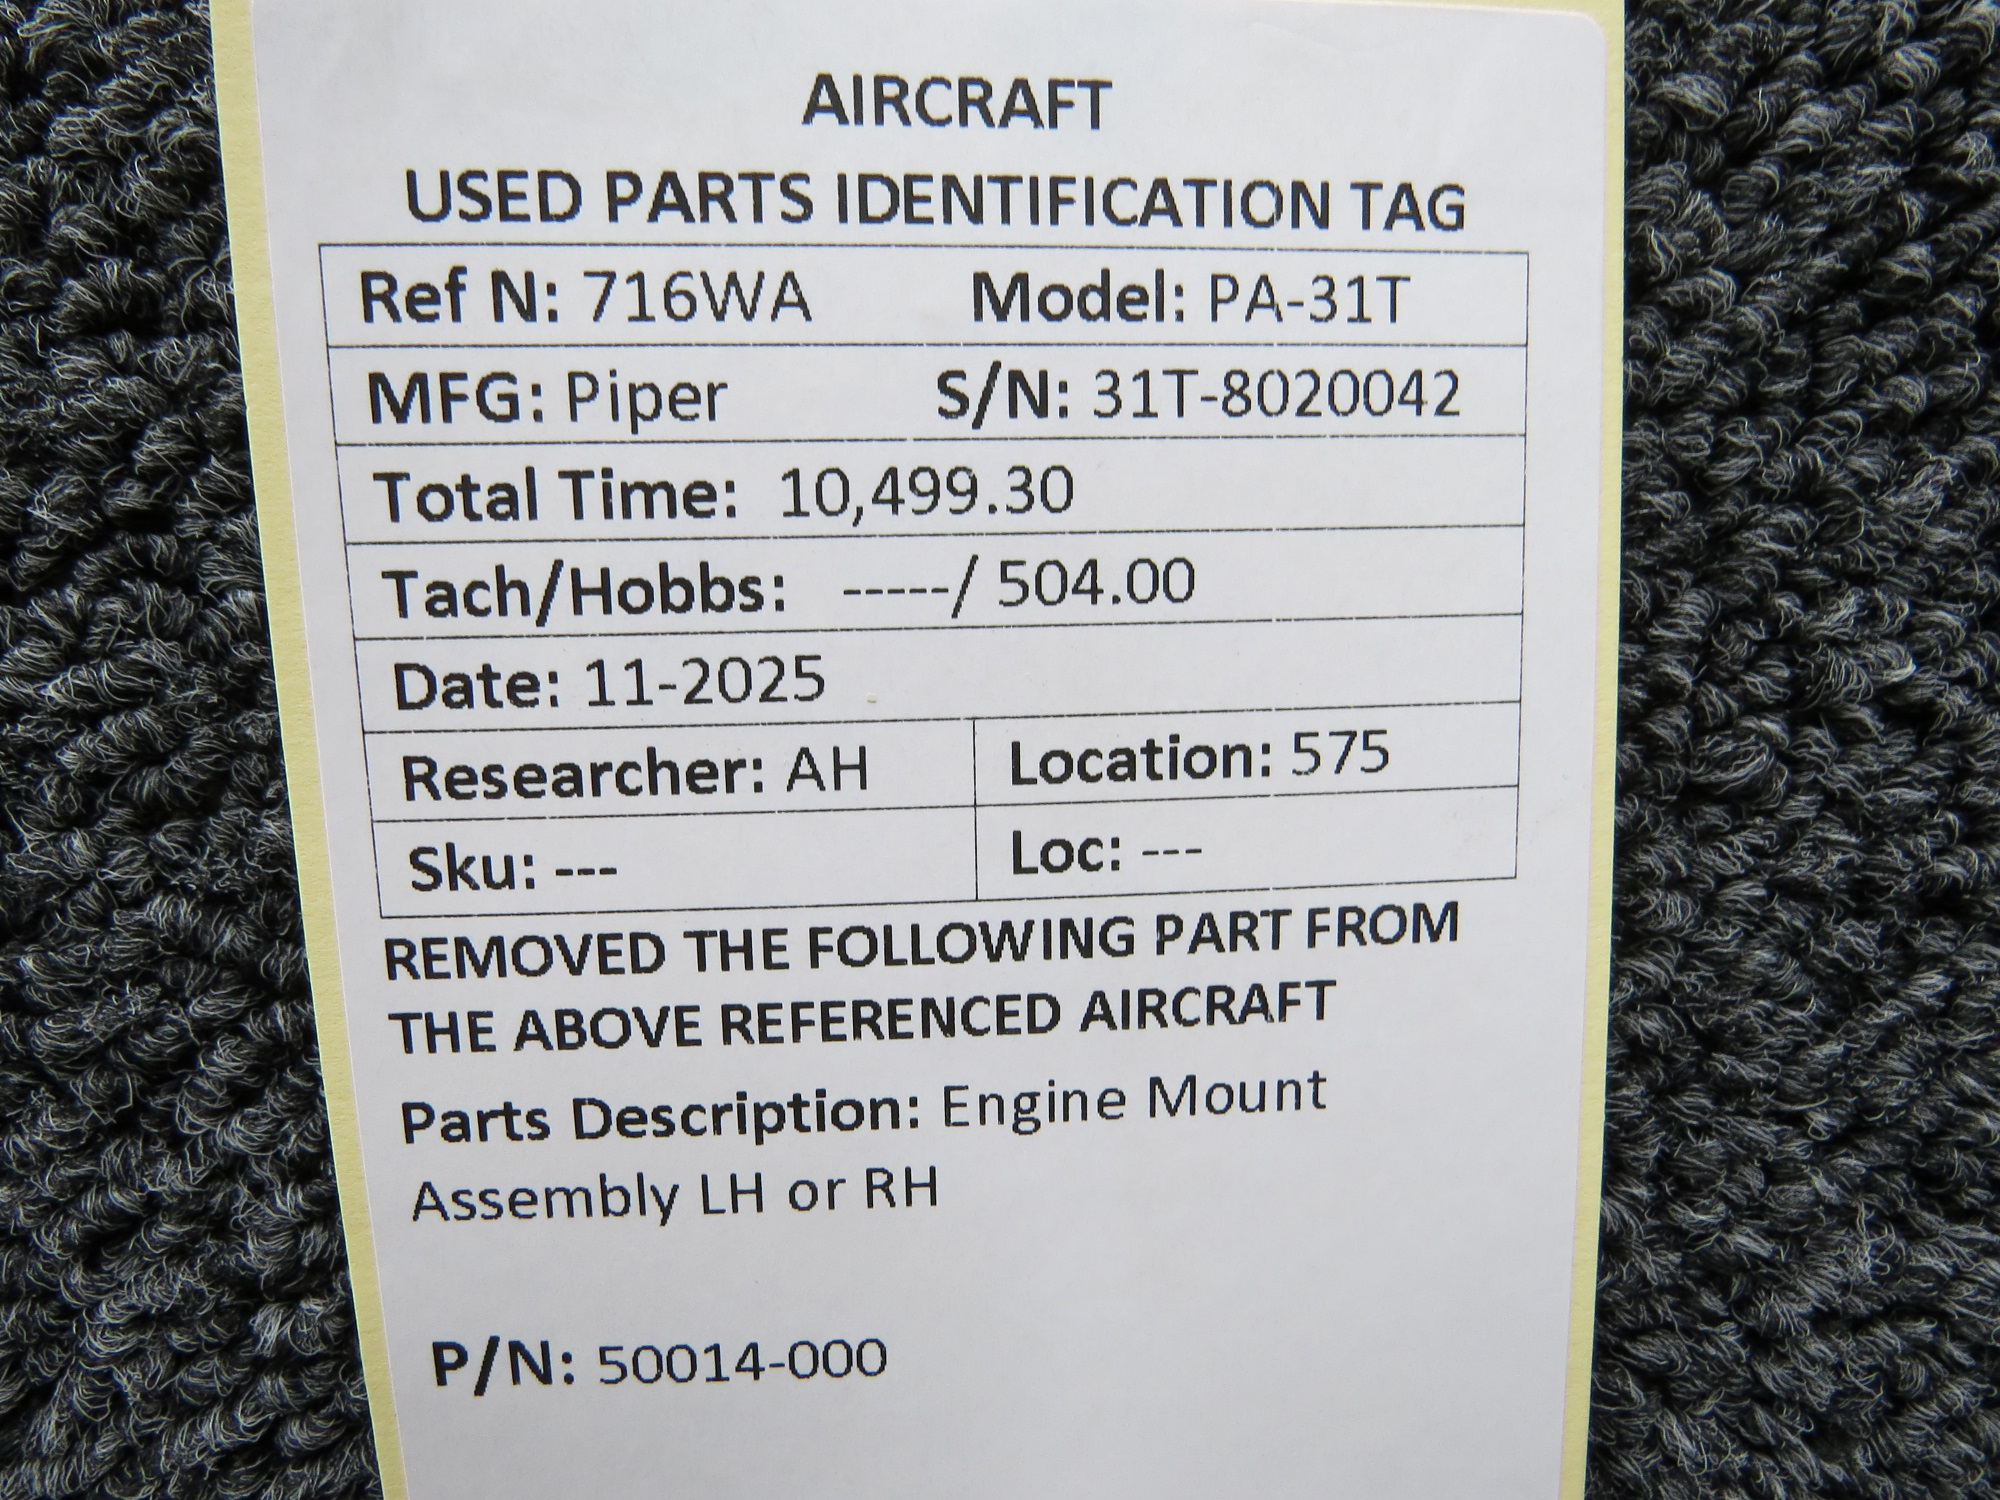 AIRCRAFT
USED PARTS IDENTIFICATION TAG
Ref N: 716WA Model: PA-31T
MFG: Piper S/N: 31T-8020042
Total Time: 10,499.30
Tach/Hobbs: -----/ 504.00
Date: 11-2025
Researcher: AH Location: 575
Sku: --- Loc: ---
REMOVED THE FOLLOWING PART FROM
THE ABOVE REFERENCED AIRCRAFT
Parts Description: Engine Mount
Assembly LH or RH
P/N: 50014-000